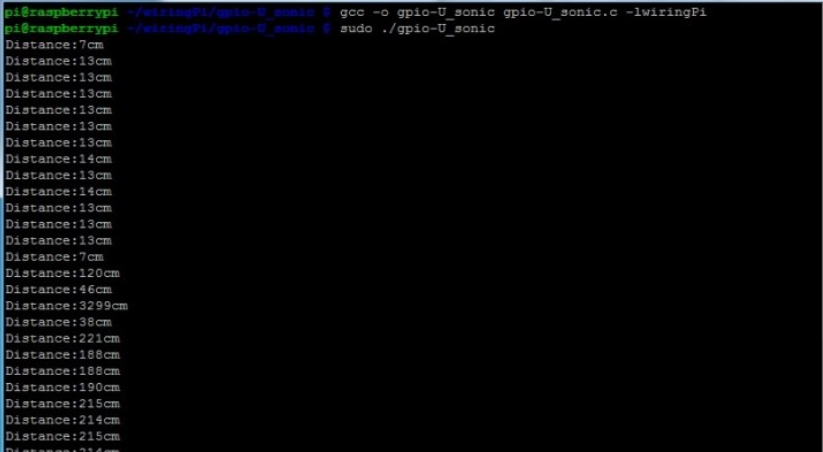 pi@raspberrypi ~/wiringPi/gpio-U_sonic $ gcc -o gpio-U_sonic gpio-U_sonic.c -lwiringPi
pi@raspberrypi ~/wiringPi/gpio-U_sonic $ sudo ./gpio-U_sonic
Distance:7cm
Distance:13cm
Distance:13cm
Distance:13cm
Distance:13cm
Distance:13cm
Distance:13cm
Distance:14cm
Distance:13cm
Distance:14cm
Distance:13cm
Distance:13cm
Distance:13cm
Distance:7cm
Distance:120cm
Distance:46cm
Distance:3299cm
Distance:38cm
Distance:221cm
Distance:188cm
Distance:188cm
Distance:190cm
Distance:215cm
Distance:214cm
Distance:215cm
Distance:214cm